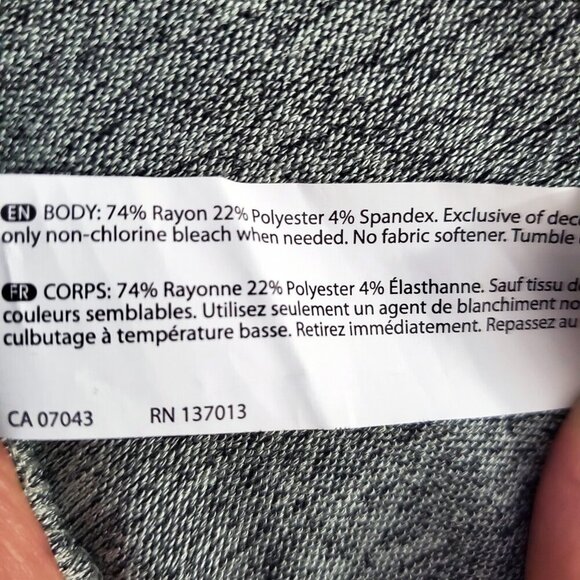 EN BODY: 74% Rayon 22% Polyester 4% Spandex. Exclusive of
only non-chlorine bleach when needed. No fabric softener. Tumble
FR CORPS: 74% Rayonne 22% Polyester 4% Élasthanne. Sauf tissu
couleurs semblables. Utilisez seulement un agent de blanchiment
culbutage à température basse. Retirez immédiatement. Repassez au
CA 07043 RN 137013